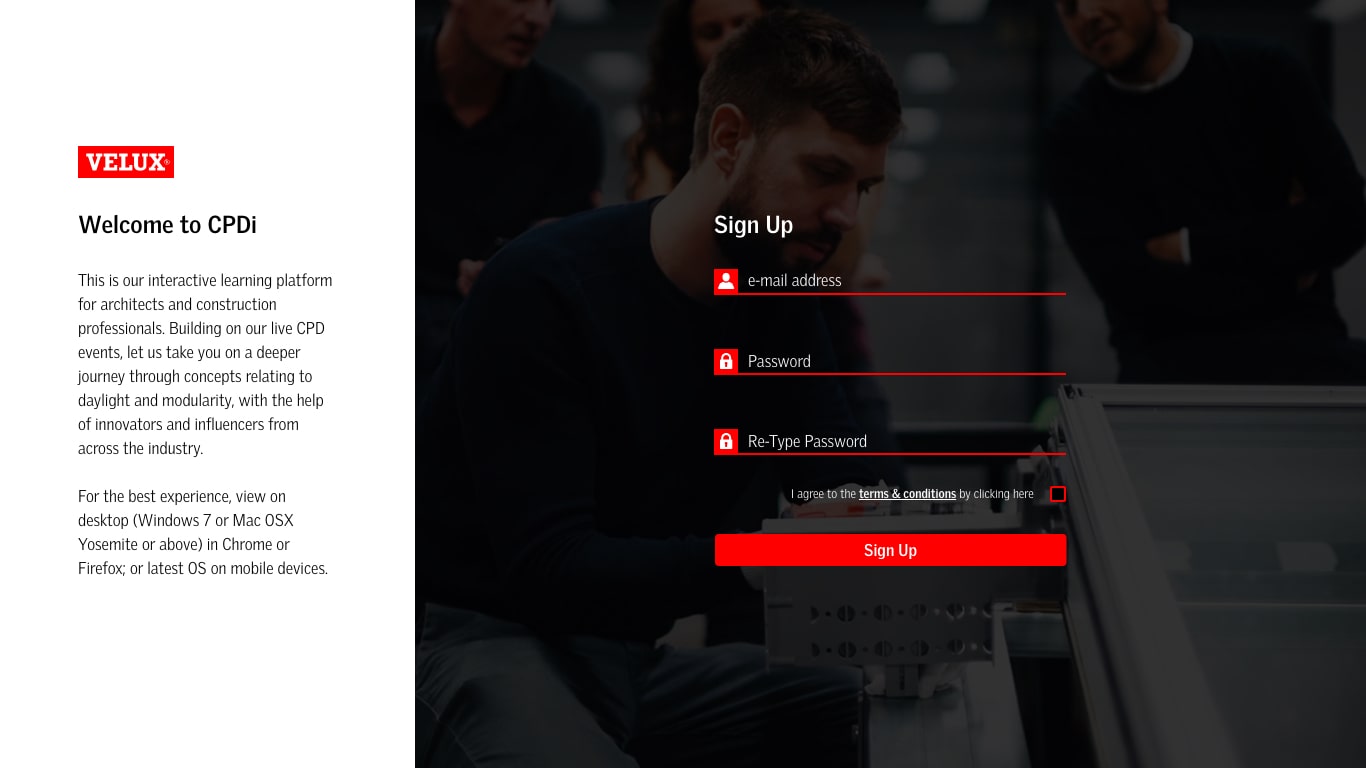 VELUX®
Welcome to CPDi
This is our interactive learning platform
for architects and construction
professionals. Building on our live CPD
events, let us take you on a deeper
journey through concepts relating to
daylight and modularity, with the help
of innovators and influencers from
across the industry.
For the best experience, view on
desktop (Windows 7 or Mac OSX
Yosemite or above) in Chrome or
Firefox; or latest OS on mobile devices.
Sign Up
e-mail address
Password
Re-Type Password
I agree to the terms & conditions by clicking here
Sign Up